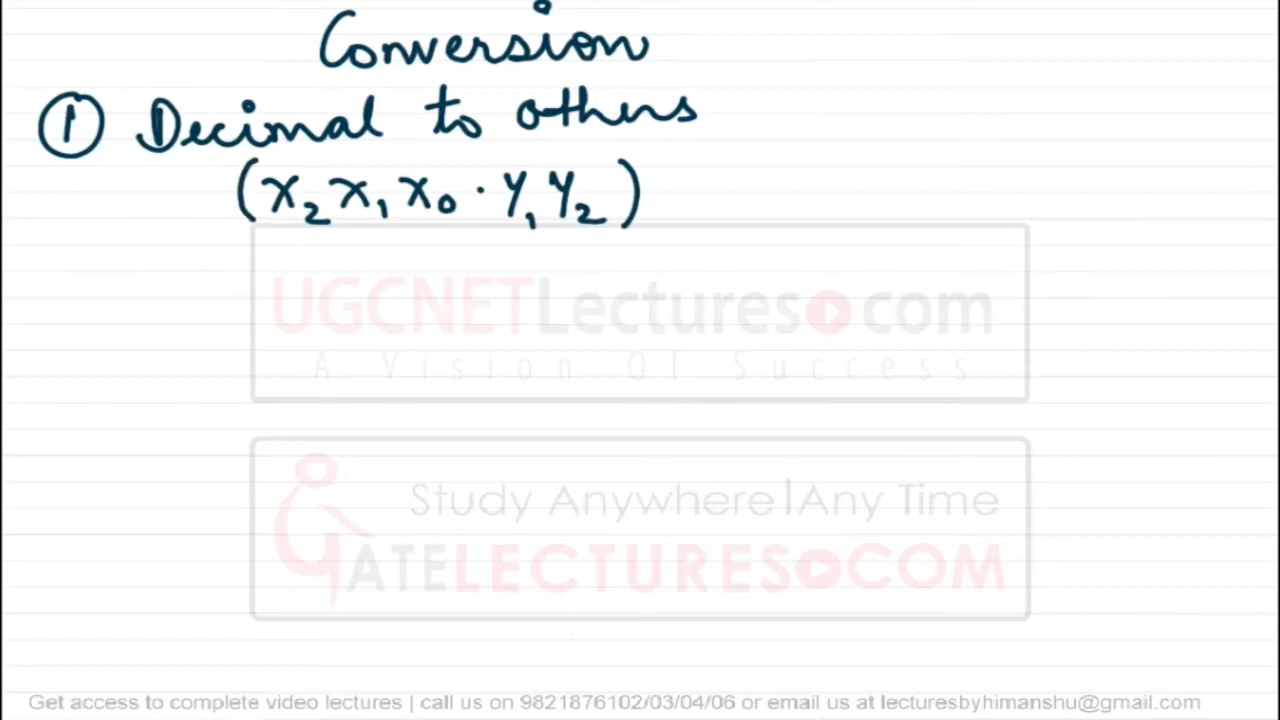 Conversion
① Decimal to others
(x₂x₁x₀.y₁y₂)
UGCNETLectures.com
A Vision Of Success
Study Anywhere|Any Time
GATELECTURES.COM
Get access to complete video lectures | call us on 9821876102/03/04/06 or email us at lecturesbyhimanshu@gmail.com